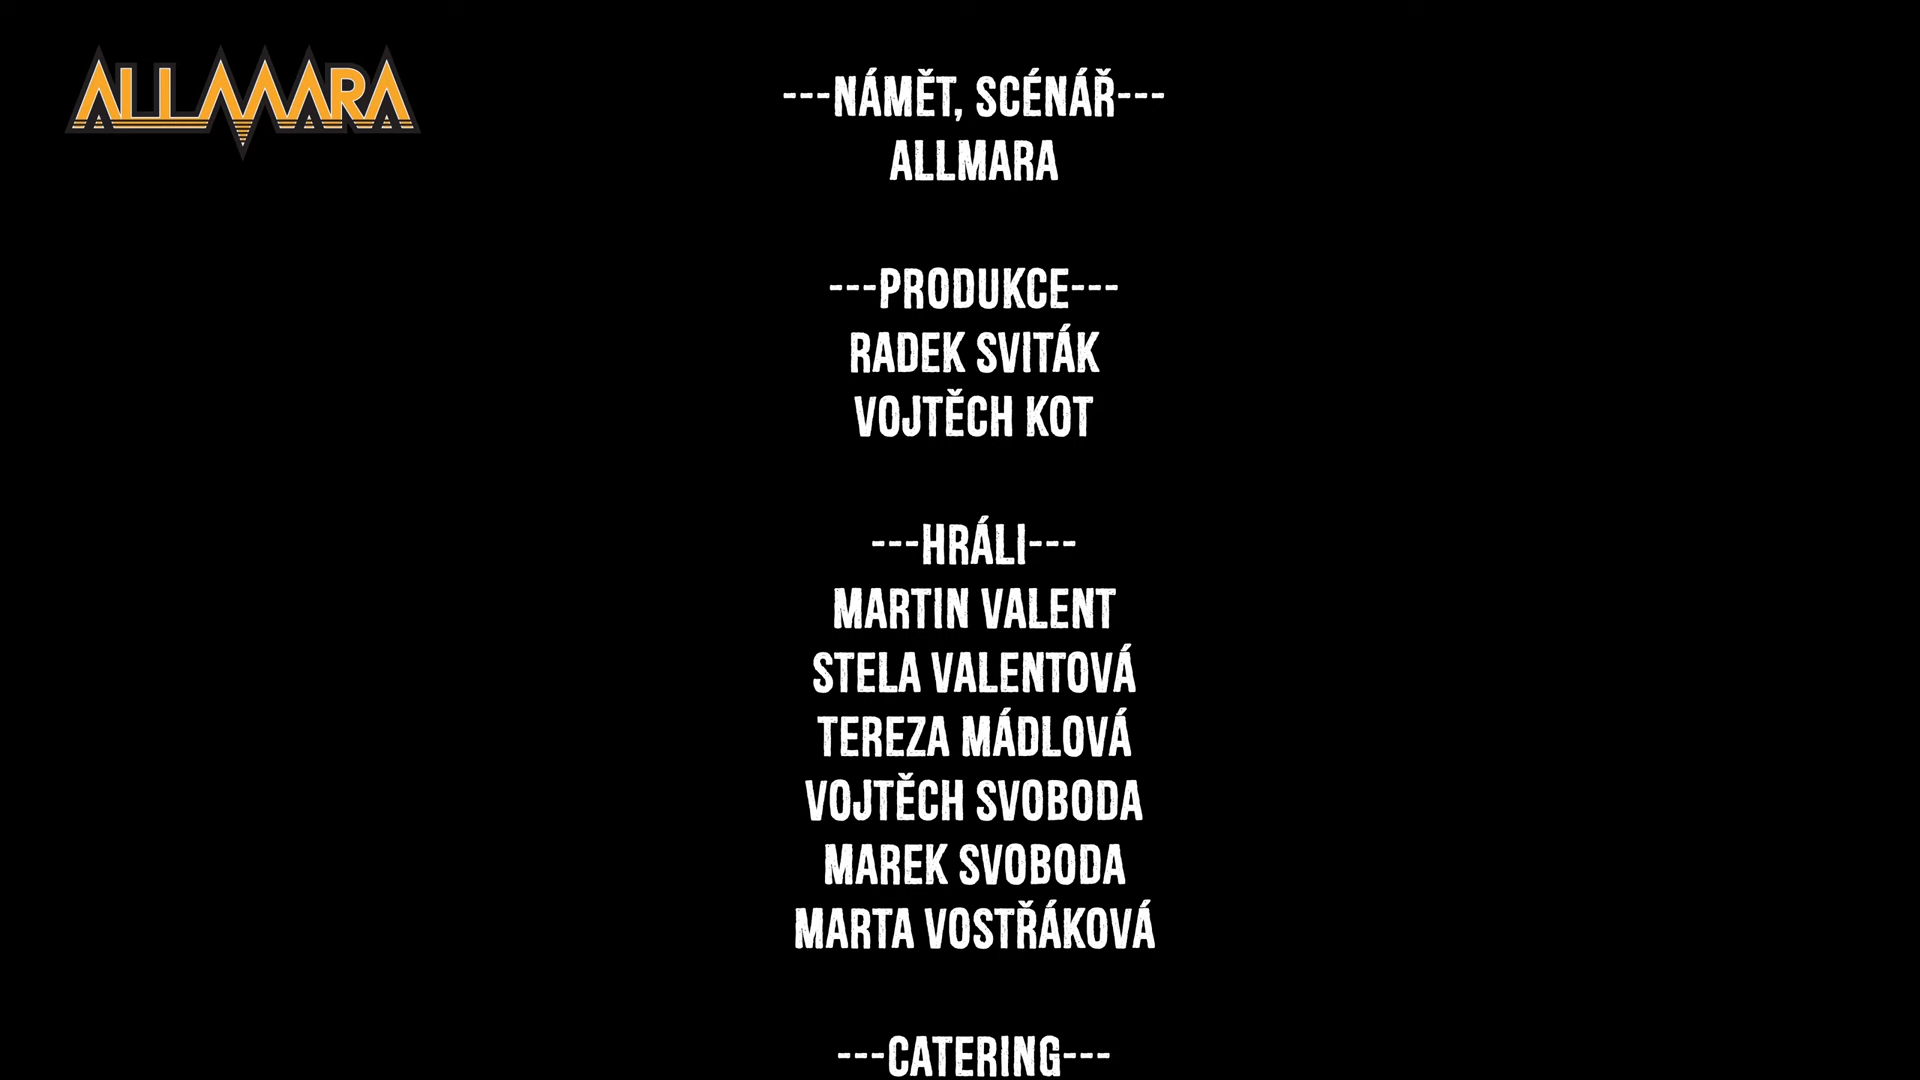 ALLMARA
---NÁMĚT, SCÉNÁŘ---
ALLMARA
---PRODUKCE---
RADEK SVITÁK
VOJTĚCH KOT
---HRÁLI---
MARTIN VALENT
STELA VALENTOVÁ
TEREZA MÁDLOVÁ
VOJTĚCH SVOBODA
MAREK SVOBODA
MARTA VOSTŘÁKOVÁ
---CATERING---